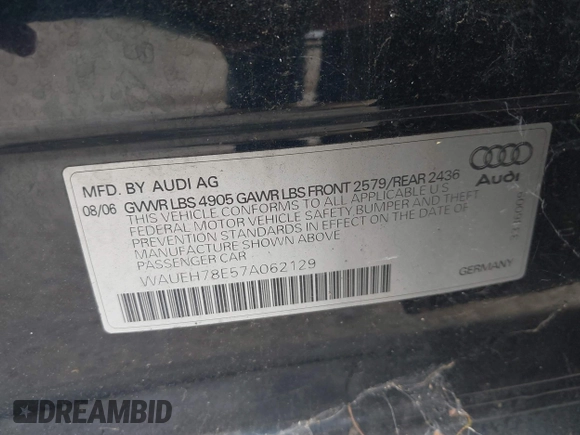 MFD. BY AUDI AG
08/06 GVWR LBS 4905 GAWR LBS FRONT 2579/REAR 2436
THIS VEHICLE CONFORMS TO ALL APPLICABLE U.S
FEDERAL MOTOR VEHICLE SAFETY BUMPER AND THEFT
PREVENTION STANDARDS IN EFFECT ON THE DATE OF
MANUFACTURE SHOWN ABOVE
PASSENGER CAR
WAUEH78E57A062129
Audi
GERMANY
DREAMBID